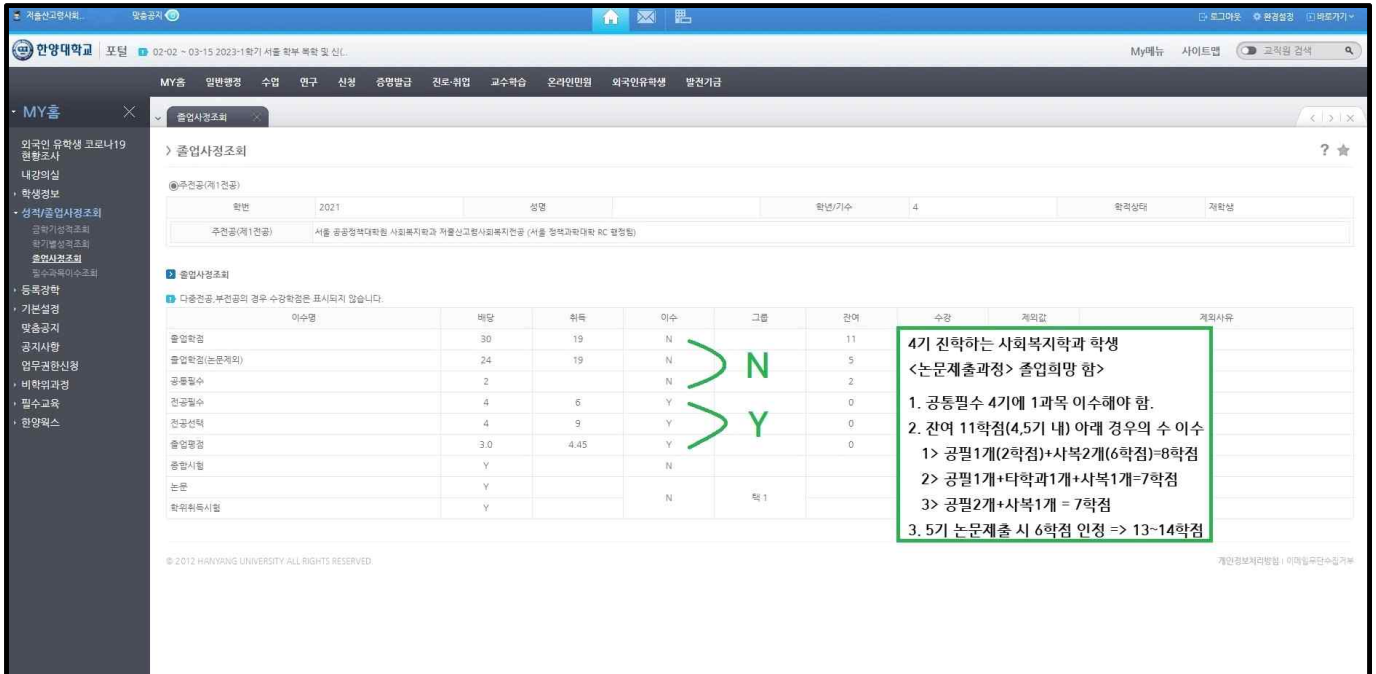 저출산고령사회.. 맞춤공지
로그아웃 환경설정 바로가기
한양대학교 포털 02-02 ~ 03-15 2023-1학기 서울 학부 복학 및 신(..
My메뉴 사이트맵 교직원 검색
MY홈 일반행정 수업 연구 신청 증명발급 진로·취업 교수학습 온라인민원 외국인유학생 발전기금
MY홈
졸업사정조회
외국인 유학생 코로나19
현황조사
내강의실
학생정보
성적/졸업사정조회
금학기성적조회
학기별성적조회
졸업사정조회
필수과목이수조회
등록장학
기본설정
맞춤공지
공지사항
업무권한신청
비학위과정
필수교육
한양웍스
> 졸업사정조회
주전공(제1전공)
학번 2021 성명 학년/기수 4 학적상태 재학생
주전공(제1전공) 서울 공공정책대학원 사회복지학과 저출산고령사회복지전공 (서울 정책과학대학 RC 행정팀)
졸업사정조회
다중전공,부전공의 경우 수강학점은 표시되지 않습니다.
이수명 배당 취득 이수 그룹 잔여 수강 제외값 제외사유
졸업학점 30 19 N 11
졸업학점(논문제외) 24 19 N 5
공통필수 2 N 2
전공필수 4 6 Y 0
전공선택 4 9 Y 0
졸업평점 3.0 4.45 Y 0
종합시험 Y N
논문 Y
N 택 1
학위취득시험 Y
N
Y
4기 진학하는 사회복지학과 학생
<논문제출과정> 졸업희망 함>
1. 공통필수 4기에 1과목 이수해야 함.
2. 잔여 11학점(4,5기 내) 아래 경우의 수 이수
1> 공필1개(2학점)+사복2개(6학점)=8학점
2> 공필1개+타학과1개+사복1개=7학점
3> 공필2개+사복1개 = 7학점
3. 5기 논문제출 시 6학점 인정 => 13~14학점
© 2012 HANYANG UNIVERSITY ALL RIGHTS RESERVED.
개인정보처리방침 | 이메일무단수집거부